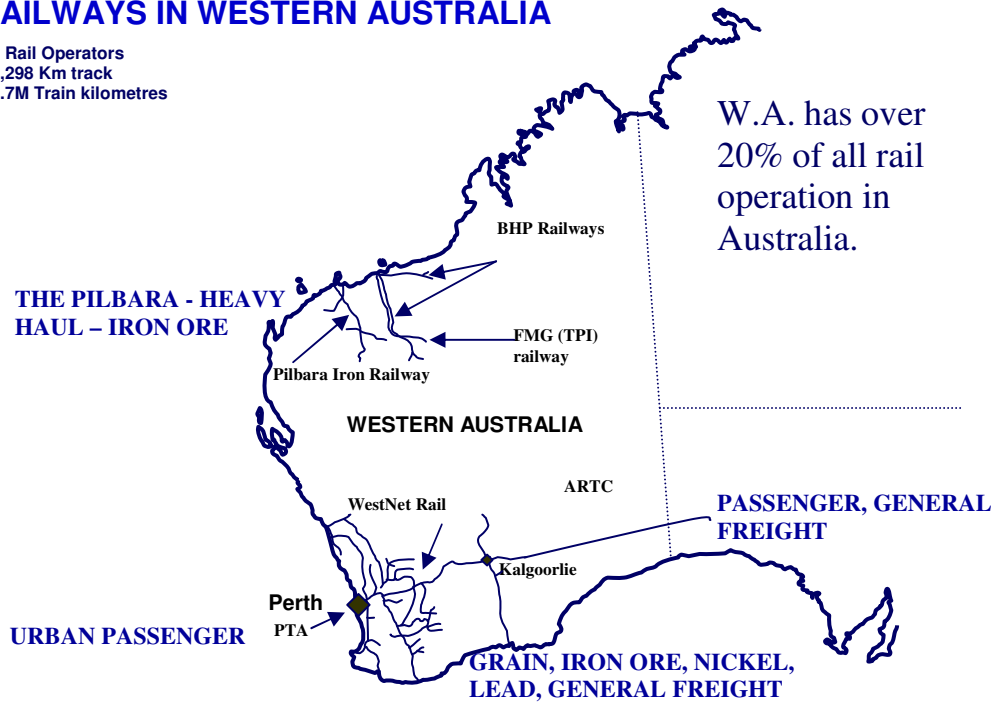 AILWAYS IN WESTERN AUSTRALIA
Rail Operators
,298 Km track
.7M Train kilometres
W.A. has over
20% of all rail
operation in
Australia.
BHP Railways
THE PILBARA - HEAVY
HAUL – IRON ORE
FMG (TPI)
railway
Pilbara Iron Railway
WESTERN AUSTRALIA
ARTC
WestNet Rail
PASSENGER, GENERAL
FREIGHT
Kalgoorlie
Perth
PTA
URBAN PASSENGER
GRAIN, IRON ORE, NICKEL,
LEAD, GENERAL FREIGHT